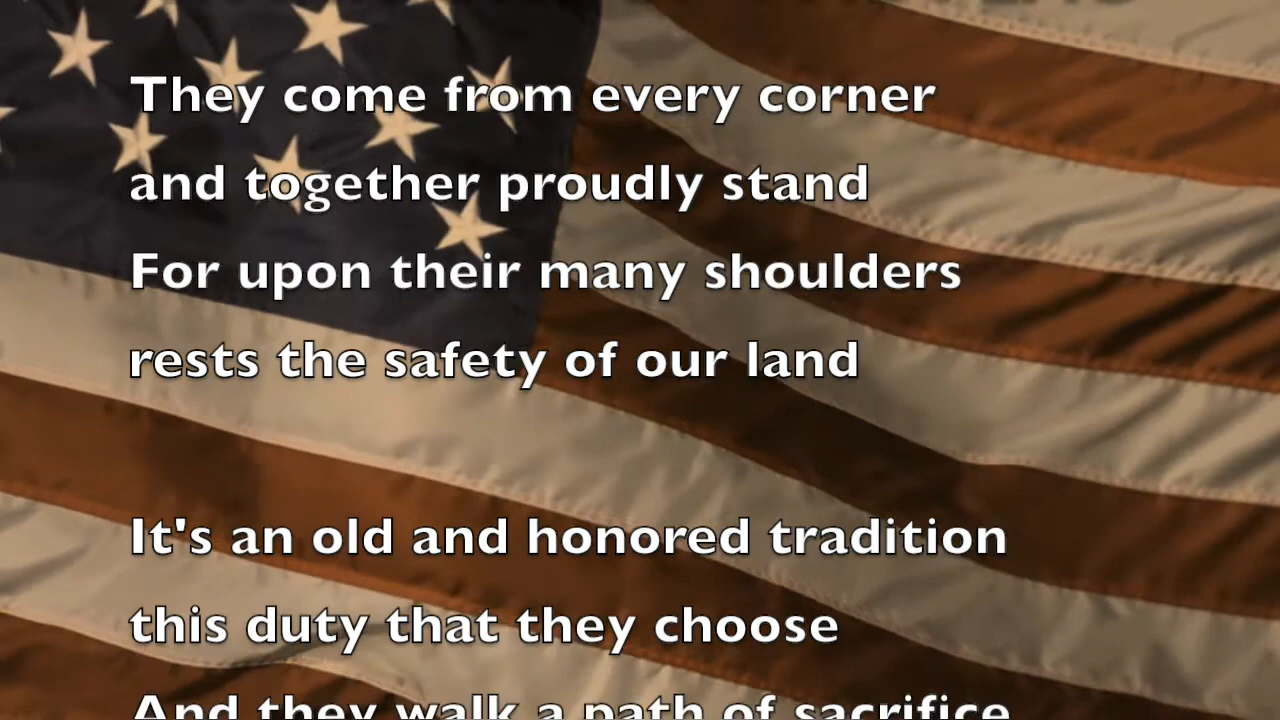 They come from every corner
and together proudly stand
For upon their many shoulders
rests the safety of our land
It's an old and honored tradition
this duty that they choose
And they walk a path of sacrifice